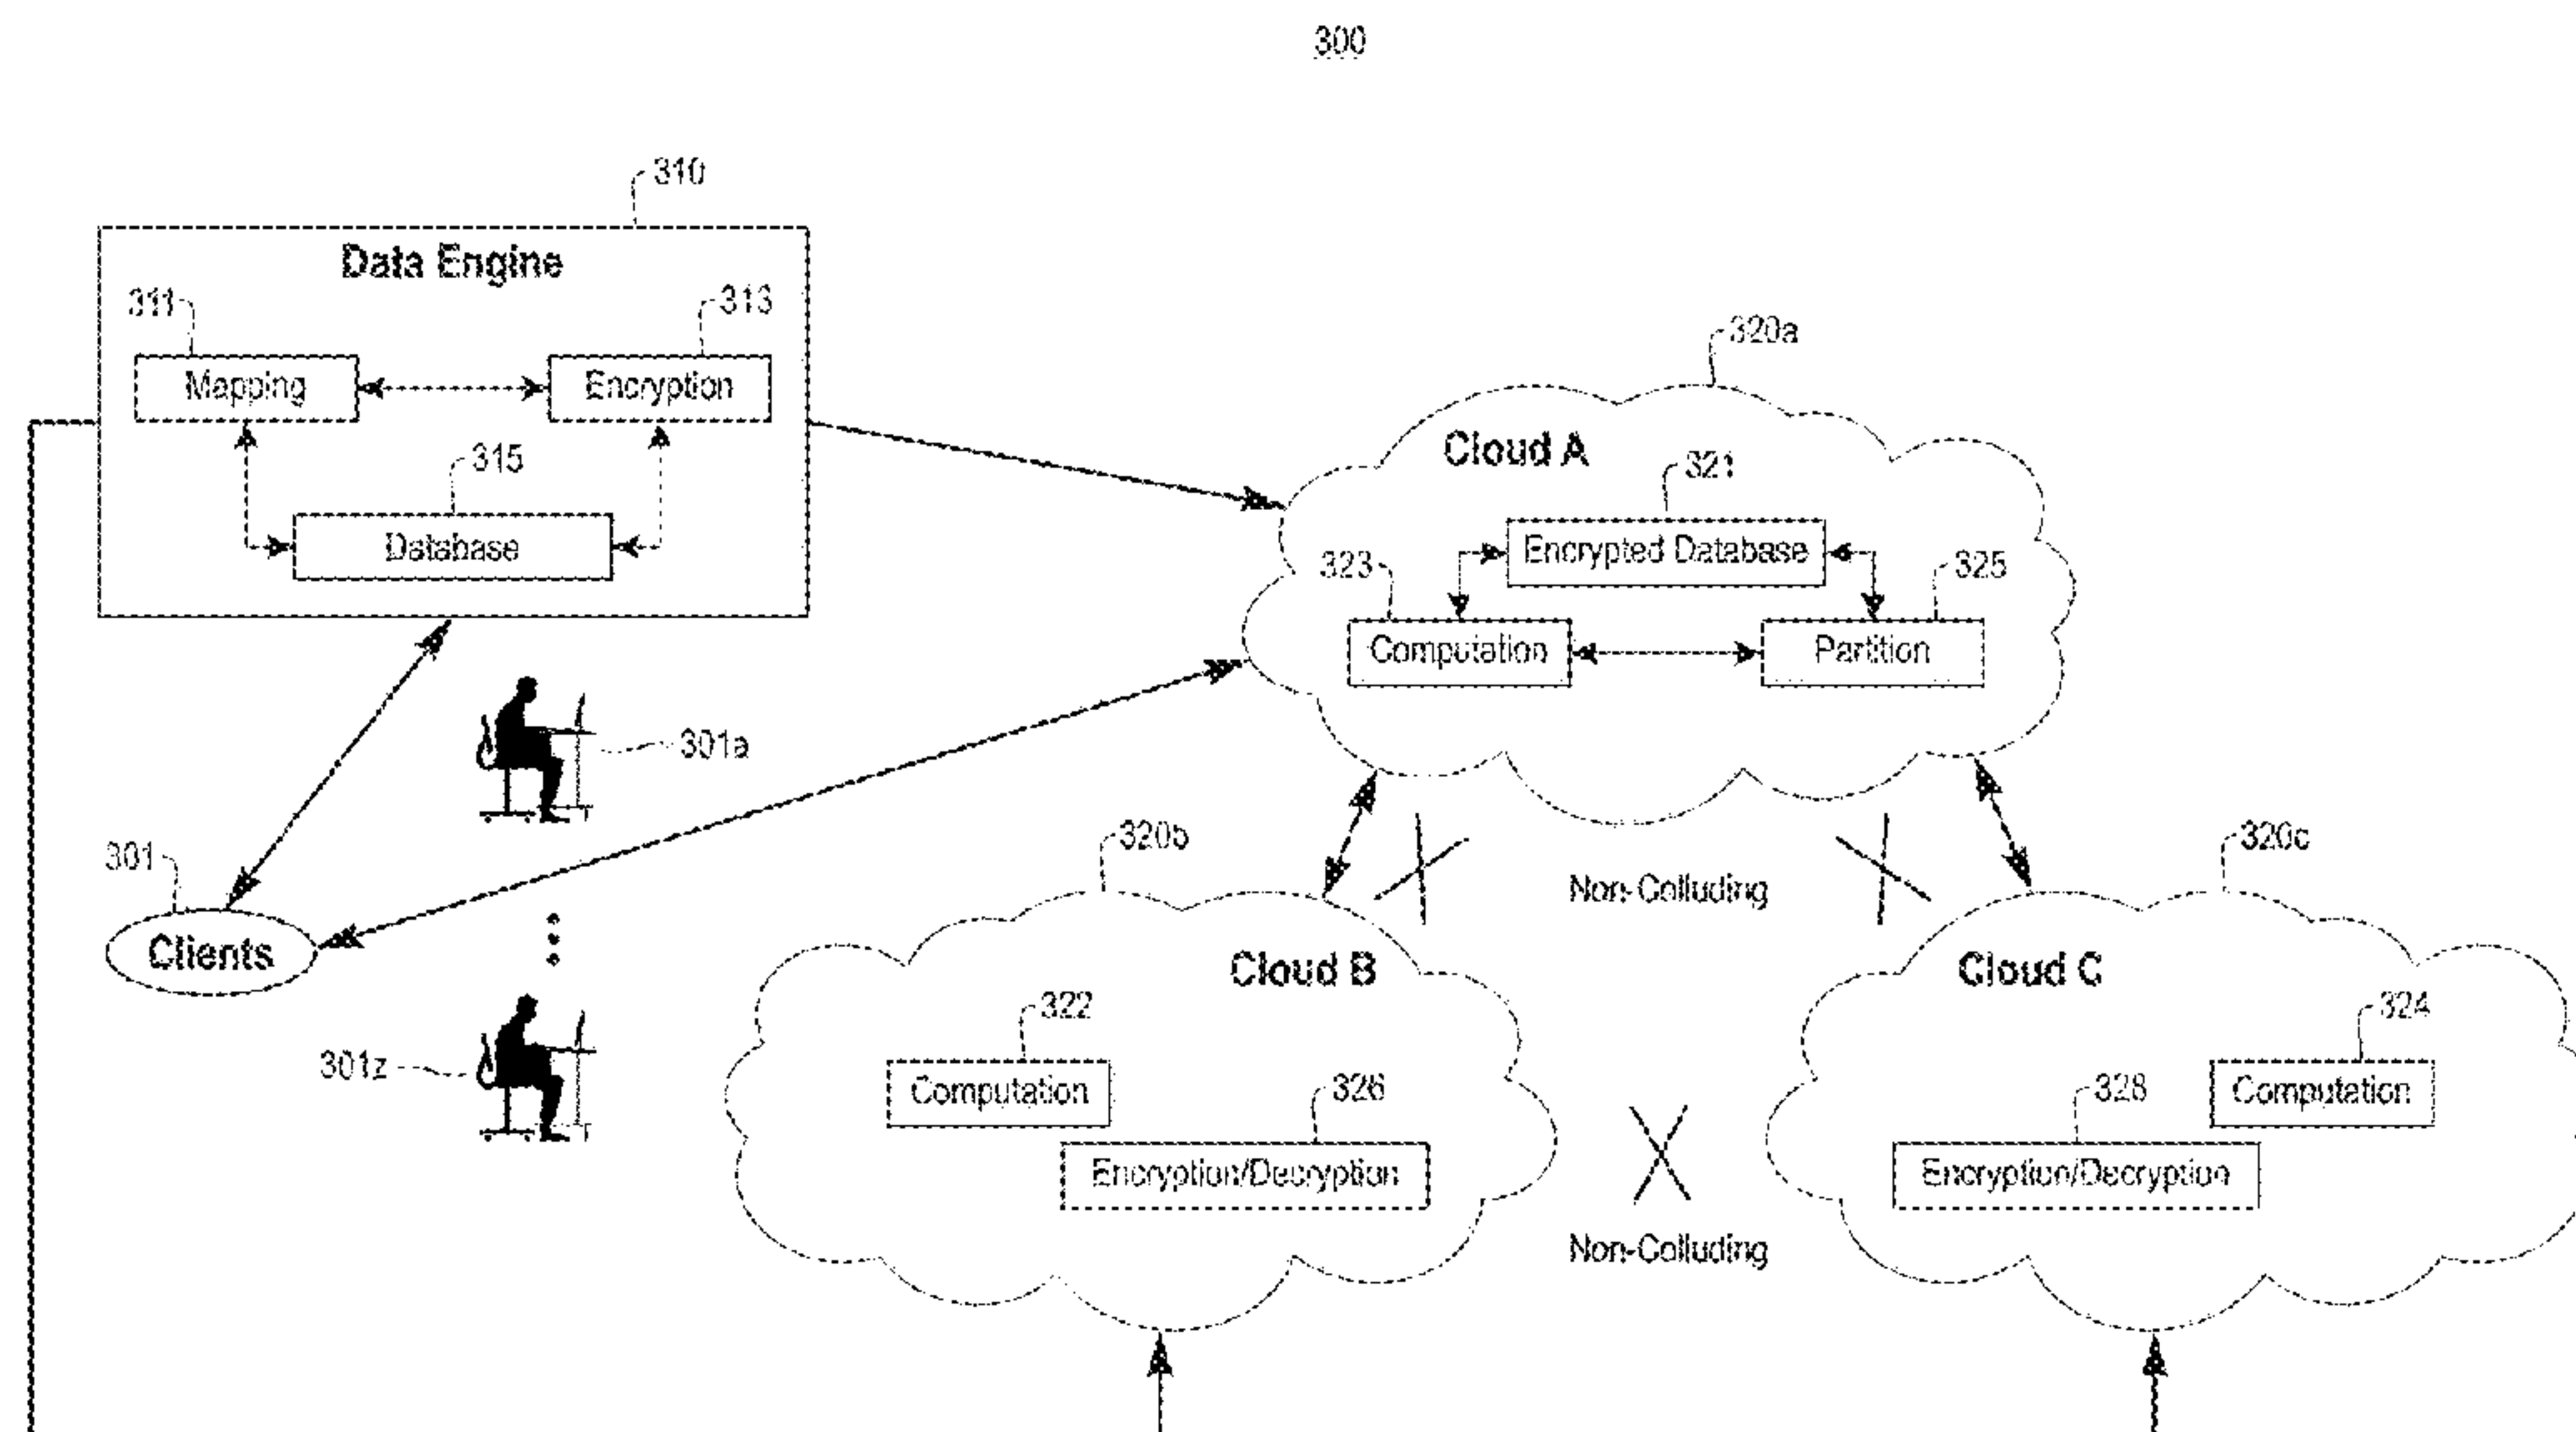 300
310
Data Engine
311
313
Mapping
Encryption
315
Database
320a
Cloud A
321
Encrypted Database
323
325
Computation
Partition
301a
301
Clients
301z
320b
Non-Colluding
320c
Cloud B
Cloud C
322
324
Computation
Computation
326
328
Encryption/Decryption
Encryption/Decryption
Non-Colluding